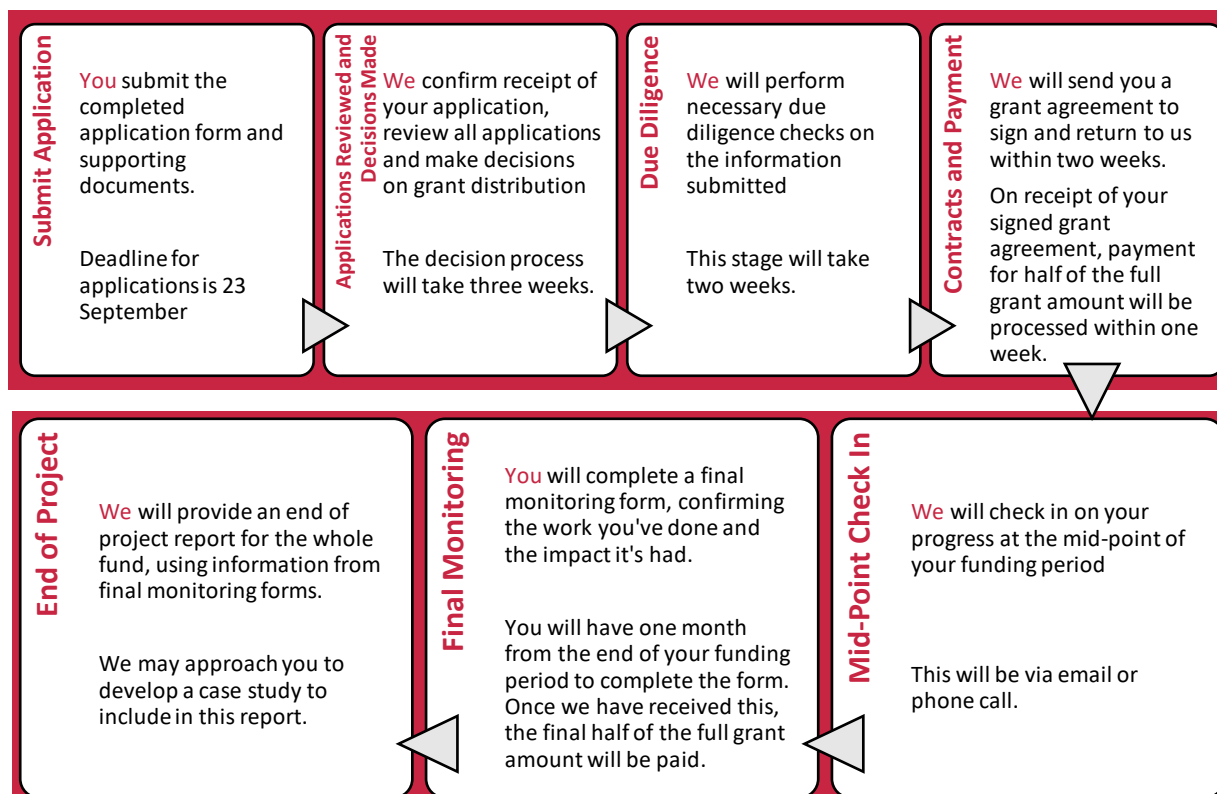 Submit Application
You submit the
completed
application form and
supporting
documents.
Deadline for
applications is 23
September
Applications Reviewed and
Decisions Made
We confirm receipt of
your application,
review all applications
and make decisions
on grant distribution
The decision process
will take three weeks.
Due Diligence
We will perform
necessary due
diligence checks on
the information
submitted
This stage will take
two weeks.
Contracts and Payment
We will send you a
grant agreement to
sign and return to us
within two weeks.
On receipt of your
signed grant
agreement, payment
for half of the full
grant amount will be
processed within one
week.
Mid-Point Check In
We will check in on your
progress at the mid-point of
your funding period
This will be via email or
phone call.
Final Monitoring
You will complete a final
monitoring form, confirming
the work you've done and
the impact it's had.
You will have one month
from the end of your funding
period to complete the form.
Once we have received this,
the final half of the full grant
amount will be paid.
End of Project
We will provide an end of
project report for the whole
fund, using information from
final monitoring forms.
We may approach you to
develop a case study to
include in this report.